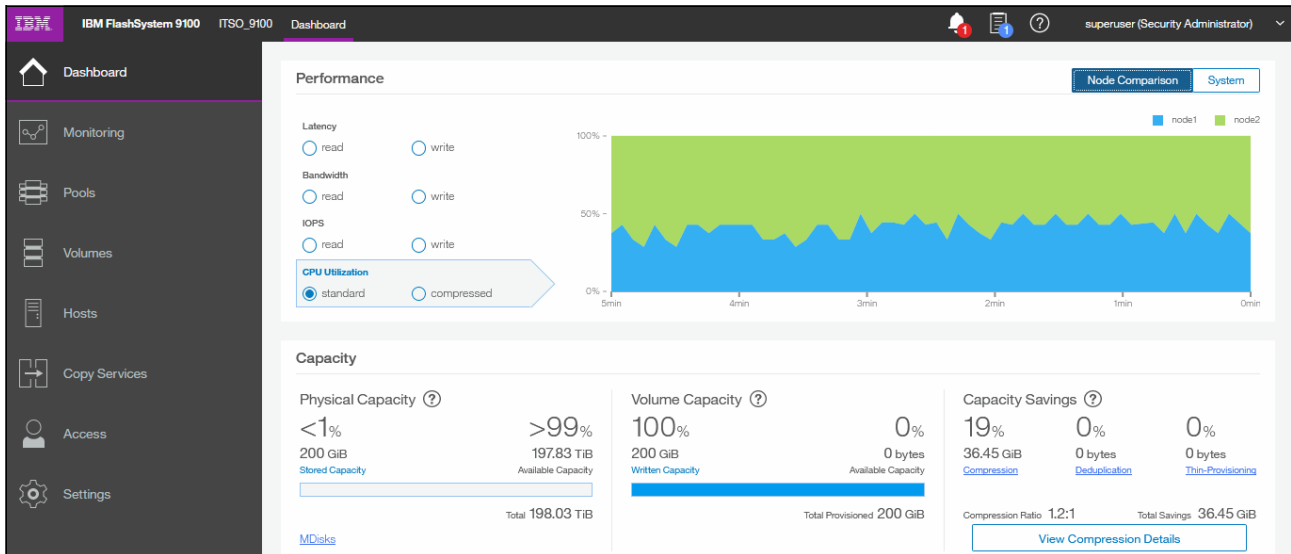 IBM IBM FlashSystem 9100 ITSO_9100 Dashboard 1 1 ? superuser (Security Administrator)
Dashboard
Monitoring
Pools
Volumes
Hosts
Copy Services
Access
Settings
Performance
Node Comparison System
Latency
read write
Bandwidth
read write
IOPS
read write
CPU Utilization
standard compressed
node1 node2
100%
50%
0%
5min 4min 3min 2min 1min 0min
Capacity
Physical Capacity ?
<1% >99%
200 GiB 197.83 TiB
Stored Capacity Available Capacity
Total 198.03 TiB
MDisks
Volume Capacity ?
100% 0%
200 GiB 0 bytes
Written Capacity Available Capacity
Total Provisioned 200 GiB
Capacity Savings ?
19% 0% 0%
36.45 GiB 0 bytes 0 bytes
Compression Deduplication Thin-Provisioning
Compression Ratio 1.2:1 Total Savings 36.45 GiB
View Compression Details